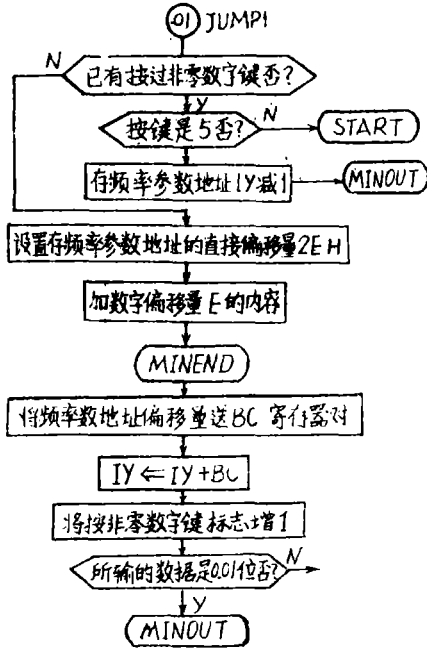 .01 JUMP1
N
已有按过非零数字键否?
Y
按键是5否?
N
START
存频率参数地址IY减1
MINOUT
设置存频率参数地址的直接偏移量2EH
加数字偏移量E的内存
MINEND
将频率数地址偏移量送BC寄存器对
IY⇐IY+BC
将按非零数字键标志增1
所输的数据是0.01位否?
N
Y
MINOUT